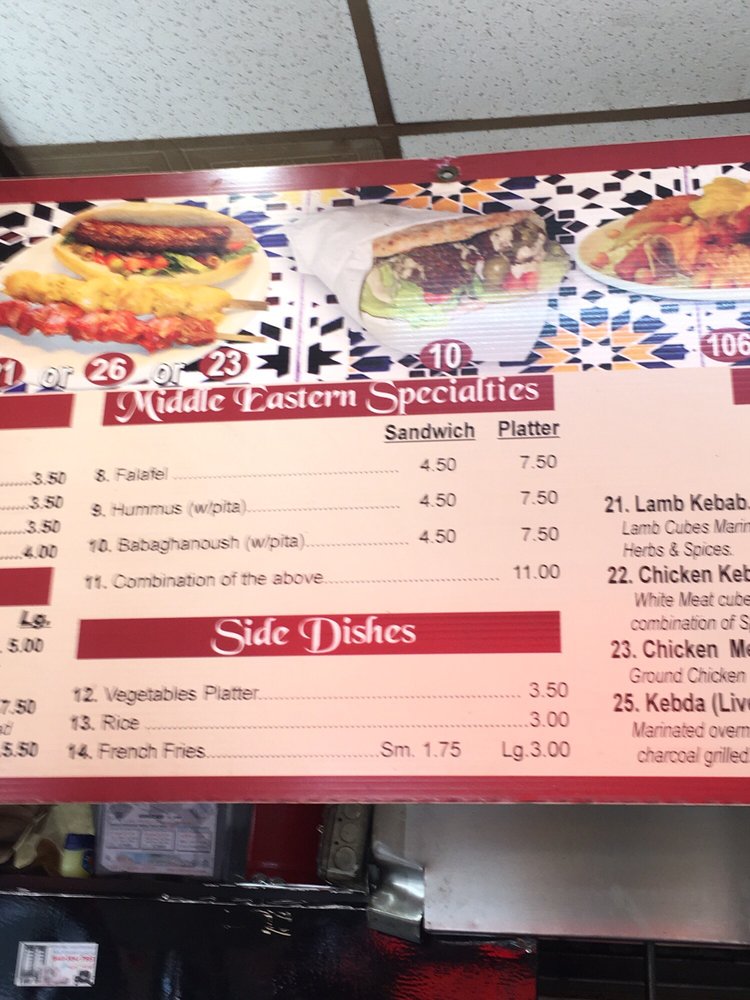 or 26 or 23
10
106
Middle Eastern Specialties
Sandwich Platter
8. Falafel 4.50 7.50
9. Hummus (w/pita) 4.50 7.50
10. Babaghanoush (w/pita) 4.50 7.50
11. Combination of the above 11.00
Side Dishes
12. Vegetables Platter 3.50
13. Rice 3.00
14. French Fries Sm. 1.75 Lg.3.00
3.50
3.50
3.50
4.00
Lg.
5.00
7.50
5.50
21. Lamb Kebab.
Lamb Cubes Marin
Herbs & Spices.
22. Chicken Keb
White Meat cube
combination of S
23. Chicken Me
Ground Chicken
25. Kebda (Live
Marinated overn
charcoal grilled.